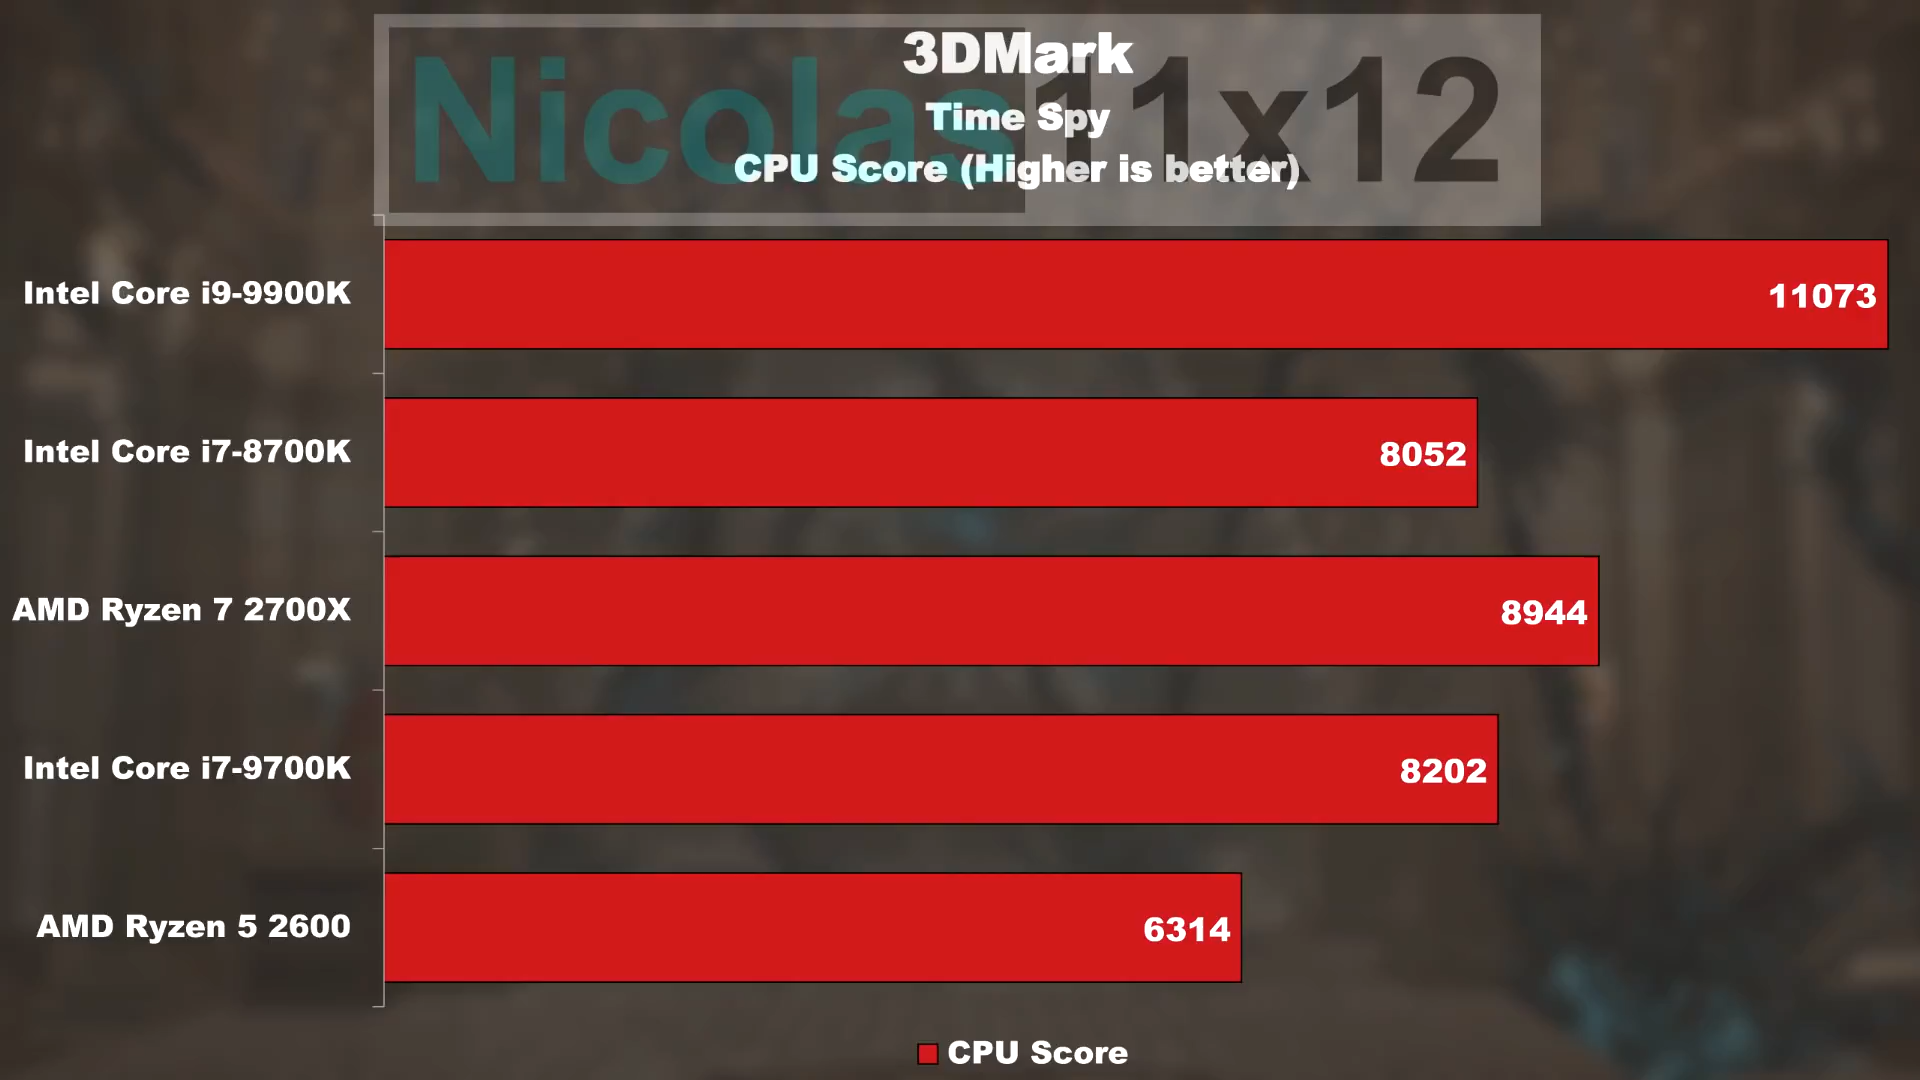 Nicolas11x12
3DMark
Time Spy
CPU Score (Higher is better)
Intel Core i9-9900K
11073
Intel Core i7-8700K
8052
AMD Ryzen 7 2700X
8944
Intel Core i7-9700K
8202
AMD Ryzen 5 2600
6314
CPU Score